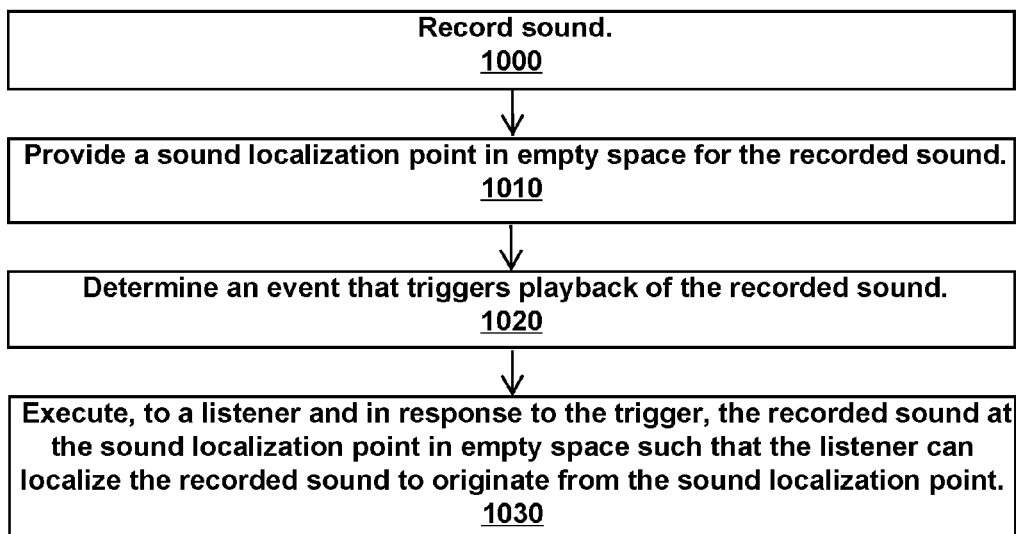 Record sound.
1000
Provide a sound localization point in empty space for the recorded sound.
1010
Determine an event that triggers playback of the recorded sound.
1020
Execute, to a listener and in response to the trigger, the recorded sound at
the sound localization point in empty space such that the listener can
localize the recorded sound to originate from the sound localization point.
1030